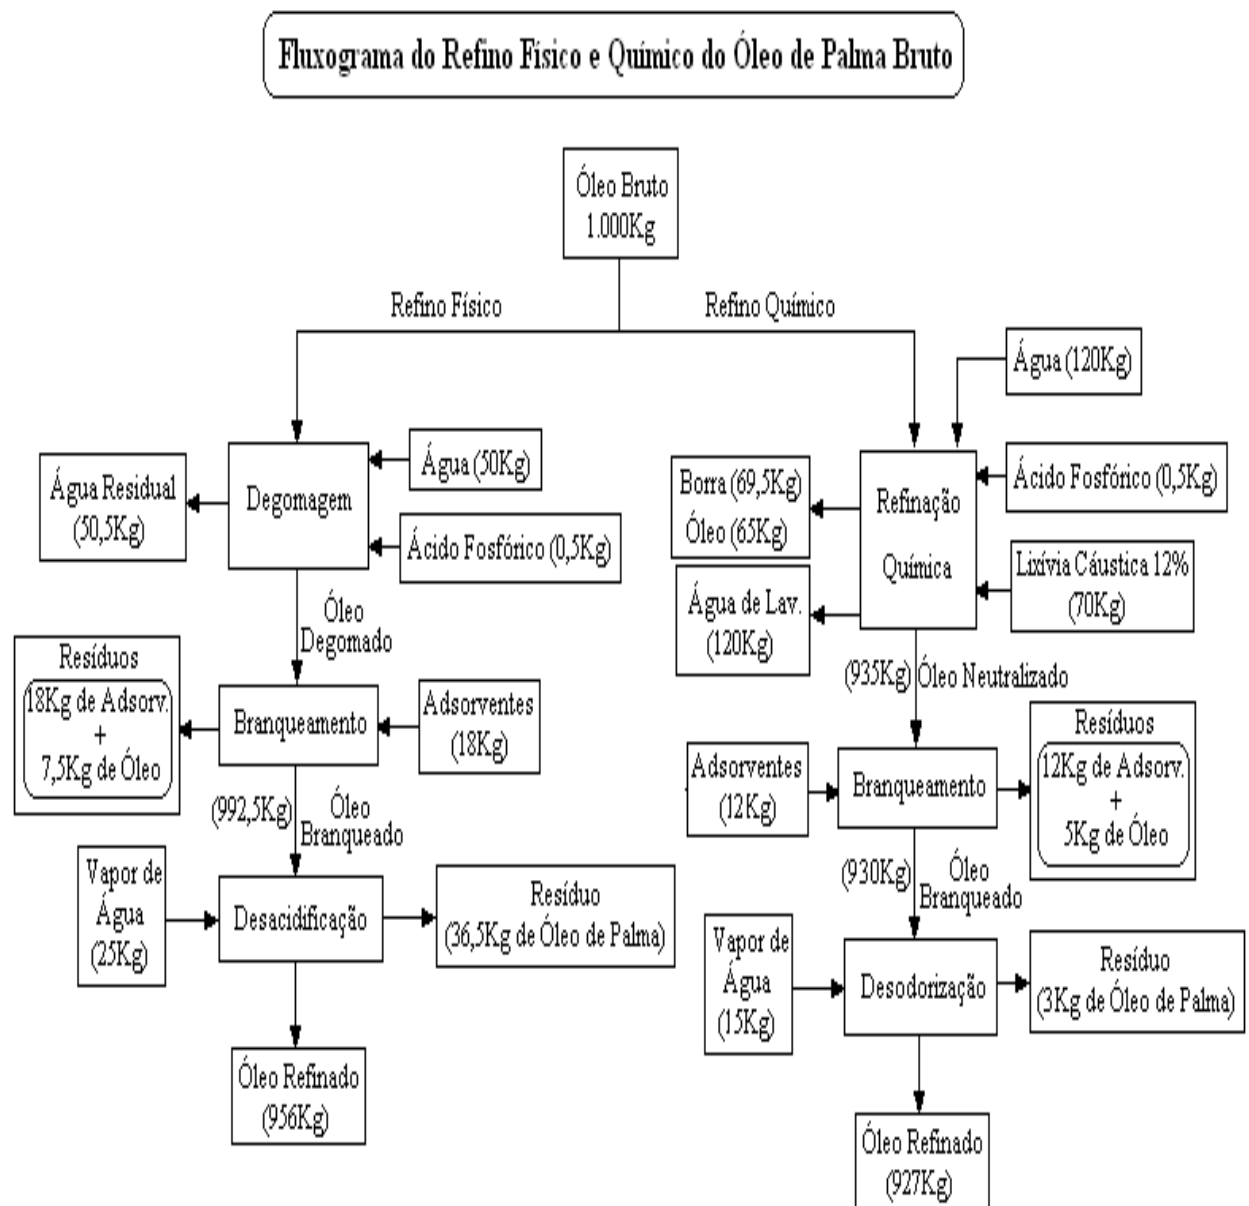 Fluxograma do Refino Físico e Químico do Óleo de Palma Bruto
Óleo Bruto
1.000Kg
Refino Físico
Refino Químico
Água (120Kg)
Água (50Kg)
Água Residual
(50,5Kg)
Degomagem
Ácido Fosfórico (0,5Kg)
Borra (69,5Kg)
Óleo (65Kg)
Refinação
Química
Ácido Fosfórico (0,5Kg)
Lixívia Cáustica 12%
(70Kg)
Água de Lav.
(120Kg)
Óleo
Degomado
(935Kg) Óleo Neutralizado
Resíduos
18Kg de Adsorv.
+
7,5Kg de Óleo
Branqueamento
Adsorventes
(18Kg)
Adsorventes
(12Kg)
Branqueamento
Resíduos
12Kg de Adsorv.
+
5Kg de Óleo
(992,5Kg)
Óleo
Branqueado
(930Kg)
Óleo
Branqueado
Vapor de
Água
(25Kg)
Desacidificação
Resíduo
(36,5Kg de Óleo de Palma)
Vapor de
Água
(15Kg)
Desodorização
Resíduo
(3Kg de Óleo de Palma)
Óleo Refinado
(956Kg)
Óleo Refinado
(927Kg)